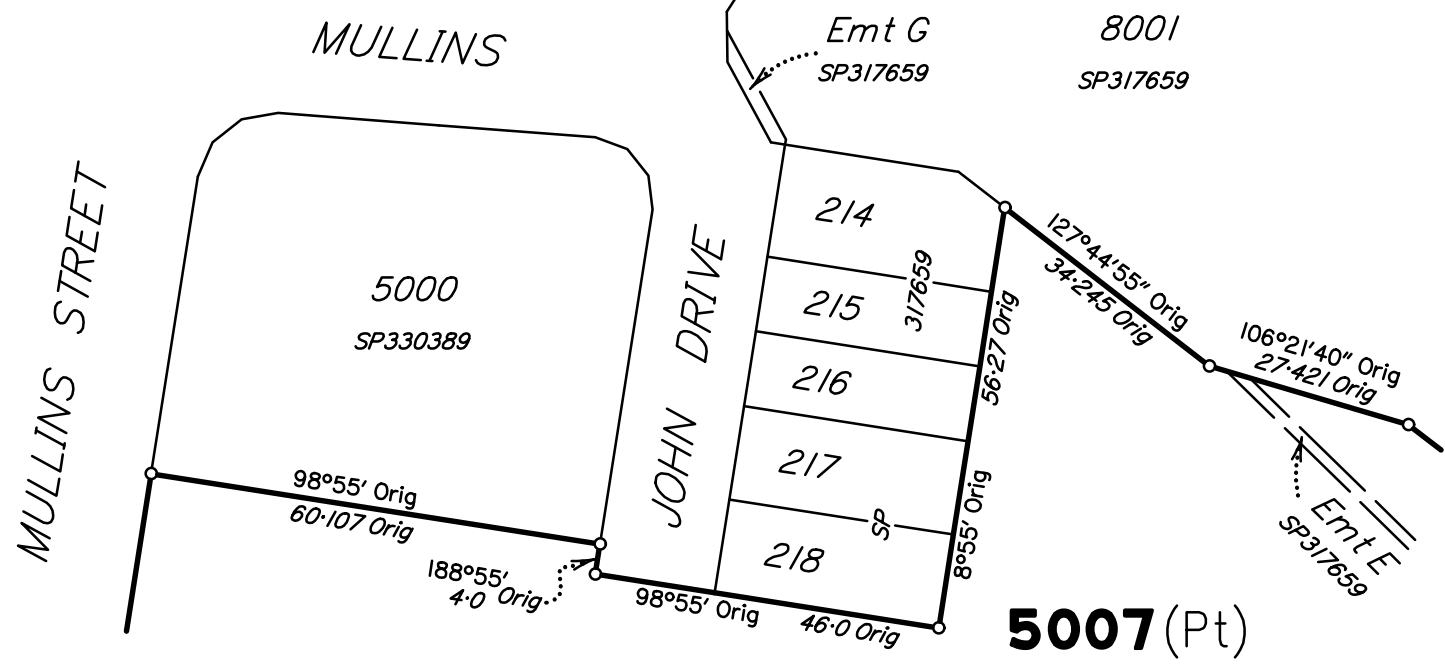 MULLINS
Emt G
SP317659
8001
SP317659
MULLINS STREET
5000
SP330389
JOHN DRIVE
214
215
216
217
218
SP 317659
127°44'55" Orig
34·245 Orig
106°21'40" Orig
27·421 Orig
56·27 Orig
8°55' Orig
98°55' Orig
60·107 Orig
188°55'
4·0 Orig
98°55' Orig
46·0 Orig
Emt E
SP317659
5007 (Pt)